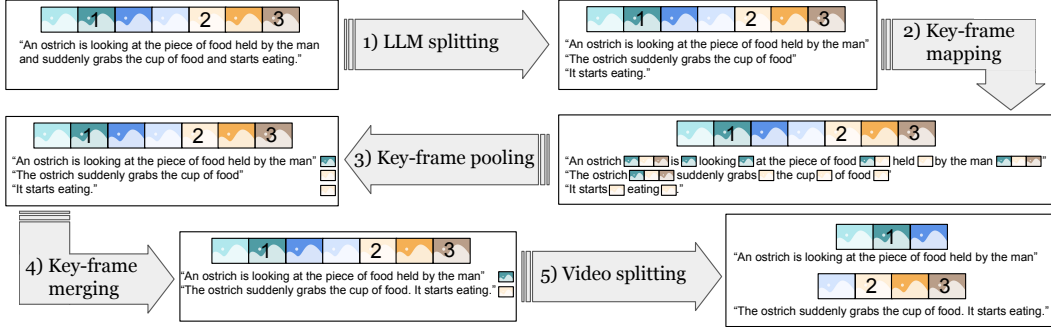 1 2 3
"An ostrich is looking at the piece of food held by the man
and suddenly grabs the cup of food and starts eating."
1) LLM splitting
1 2 3
"An ostrich is looking at the piece of food held by the man"
"The ostrich suddenly grabs the cup of food"
"It starts eating."
2) Key-frame
mapping
1 2 3
"An ostrich is looking at the piece of food held by the man
"The ostrich suddenly grabs the cup of food "
"It starts eating ."
3) Key-frame pooling
1 2 3
"An ostrich is looking at the piece of food held by the man"
"The ostrich suddenly grabs the cup of food"
"It starts eating."
4) Key-frame
merging
1 2 3
"An ostrich is looking at the piece of food held by the man"
"The ostrich suddenly grabs the cup of food. It starts eating."
5) Video splitting
1
"An ostrich is looking at the piece of food held by the man"
2 3
"The ostrich suddenly grabs the cup of food. It starts eating."